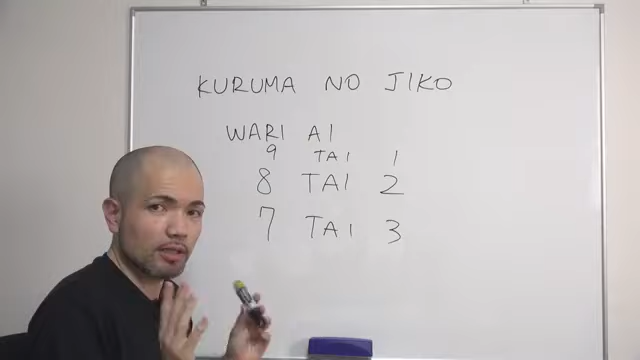 KURUMA NO JIKO
WARI AI
9 TAI 1
8 TAI 2
7 TAI 3